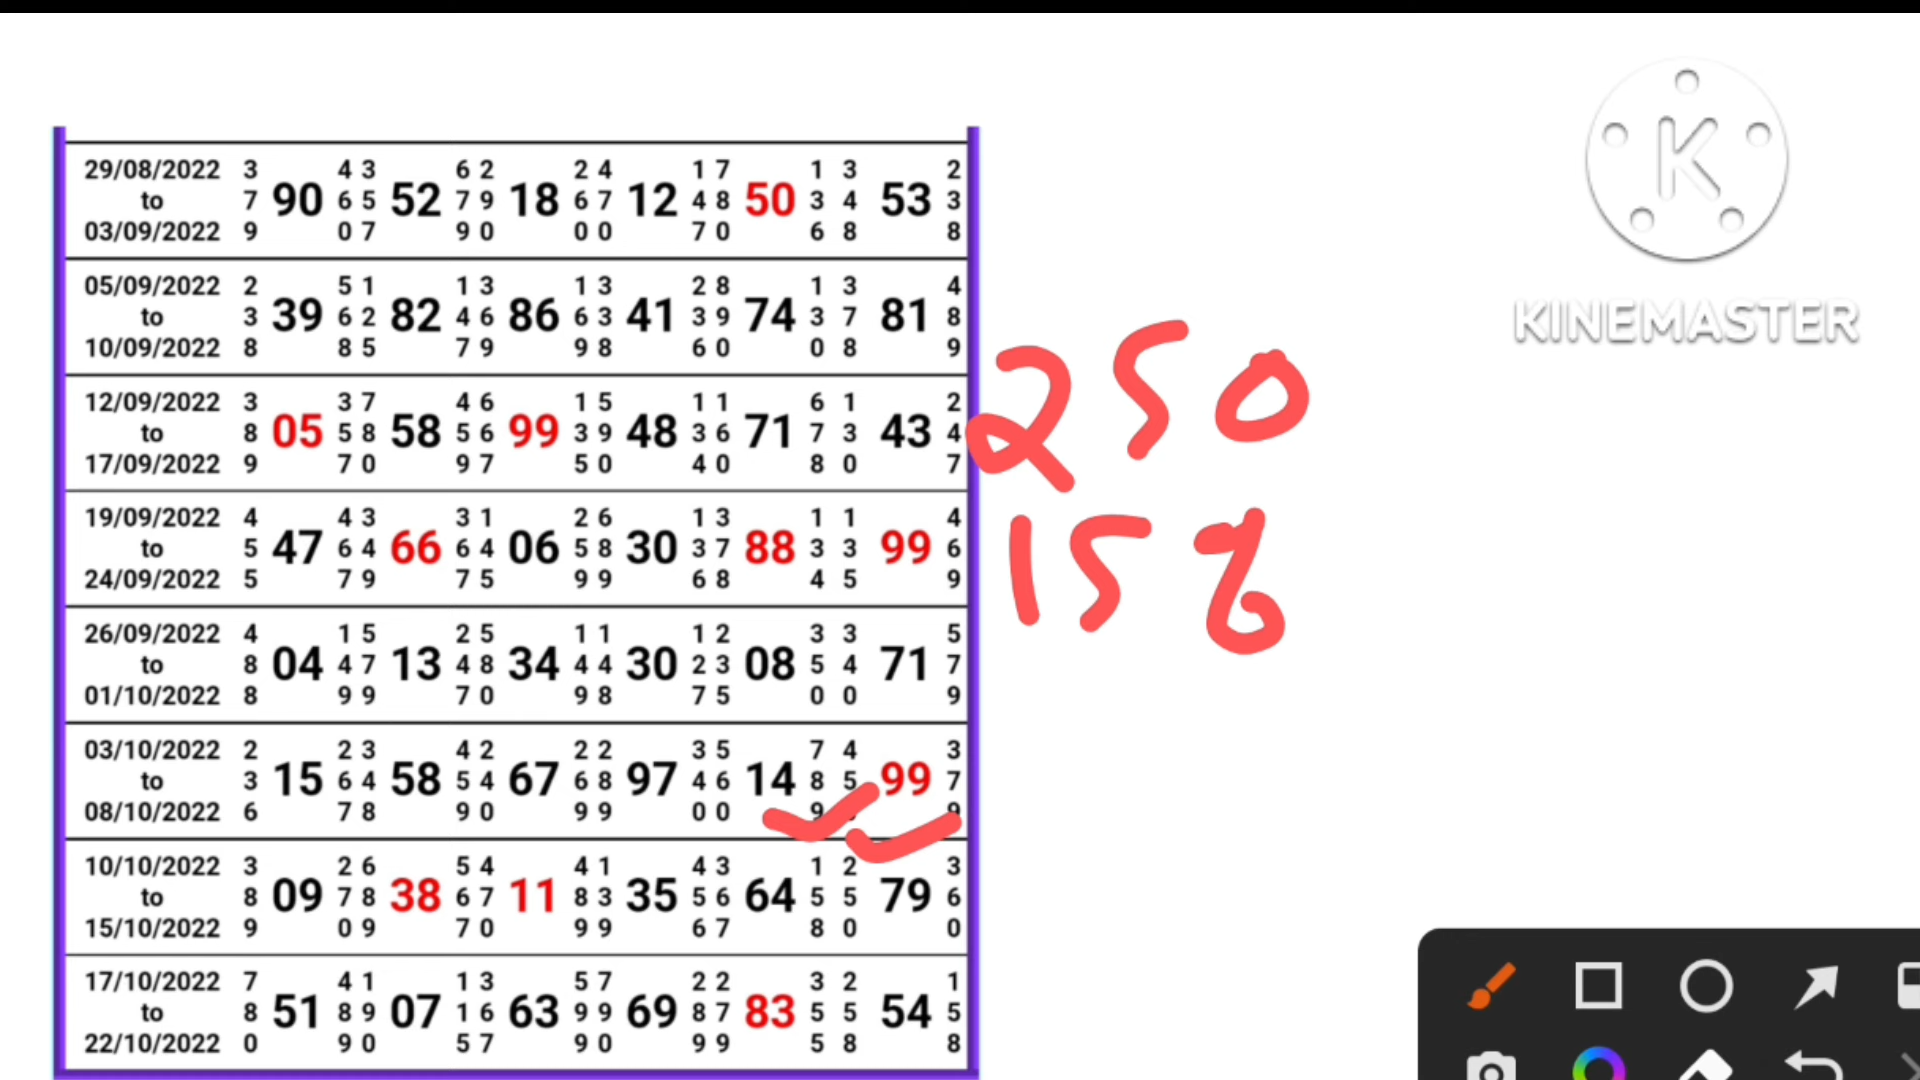 29/08/2022 3 4 3 6 2 2 4 1 7 1 3 2
to 7 90 6 5 52 7 9 18 6 7 12 4 8 50 3 4 53 3
03/09/2022 9 0 7 9 0 0 0 7 0 6 8 8
05/09/2022 2 5 1 1 3 1 3 2 8 1 3 4
to 3 39 6 2 82 4 6 86 6 3 41 3 9 74 3 7 81 8
10/09/2022 8 8 5 7 9 9 8 6 0 0 8 9
12/09/2022 3 3 7 4 6 1 5 1 1 6 1 2
to 8 05 5 8 58 5 6 99 3 9 48 3 6 71 7 3 43 4
17/09/2022 9 7 0 9 7 5 0 4 0 8 0 7
19/09/2022 4 4 3 3 1 2 6 1 3 1 1 4
to 5 47 6 4 66 6 4 06 5 8 30 3 7 88 3 3 99 6
24/09/2022 5 7 9 7 5 9 9 6 8 4 5 9
26/09/2022 4 1 5 2 5 1 1 1 2 3 3 5
to 8 04 4 7 13 4 8 34 4 4 30 2 3 08 5 4 71 7
01/10/2022 8 9 9 7 0 9 8 7 5 0 0 9
03/10/2022 2 2 3 4 2 2 2 3 5 7 4 3
to 3 15 6 4 58 5 4 67 6 8 97 4 6 14 8 5 99 7
08/10/2022 6 7 8 9 0 9 9 0 0 9 9
10/10/2022 3 2 6 5 4 4 1 4 3 1 2 3
to 8 09 7 8 38 6 7 11 8 3 35 5 6 64 5 5 79 6
15/10/2022 9 0 9 7 0 9 9 6 7 8 0 0
17/10/2022 7 4 1 1 3 5 7 2 2 3 2 1
to 8 51 8 9 07 1 6 63 9 9 69 8 7 83 5 5 54 5
22/10/2022 0 9 0 5 7 9 0 9 9 5 8 8
250
158
K
KINEMASTER